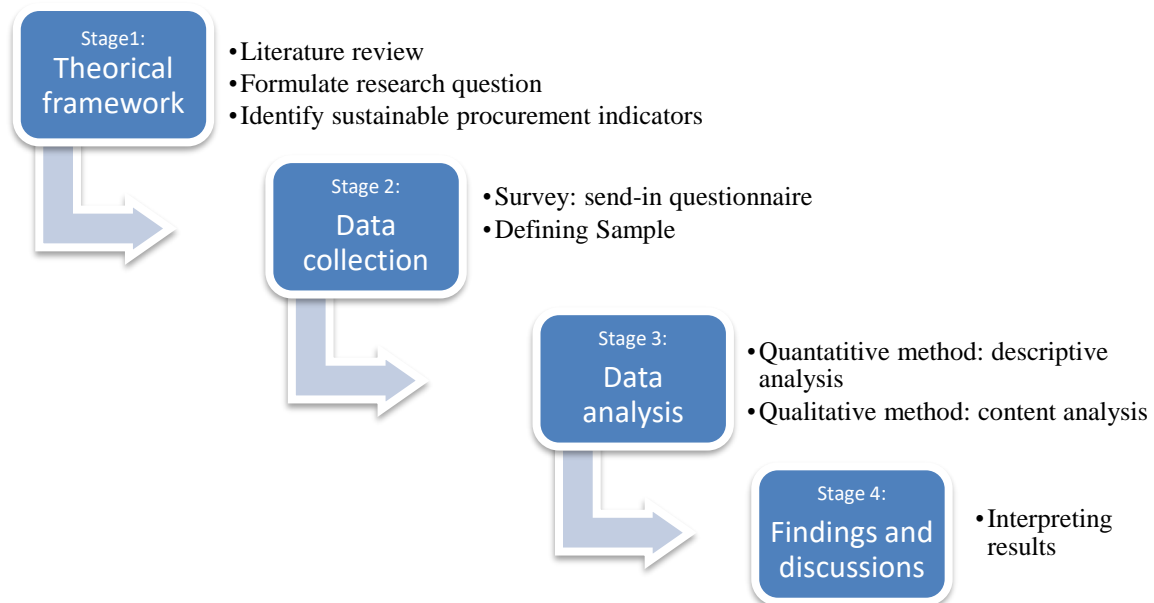 Stage1:
Theorical
framework
•Literature review
•Formulate research question
•Identify sustainable procurement indicators
Stage 2:
Data
collection
•Survey: send-in questionnaire
•Defining Sample
Stage 3:
Data
analysis
•Quantatitive method: descriptive
analysis
•Qualitative method: content analysis
Stage 4:
Findings and
discussions
•Interpreting
results